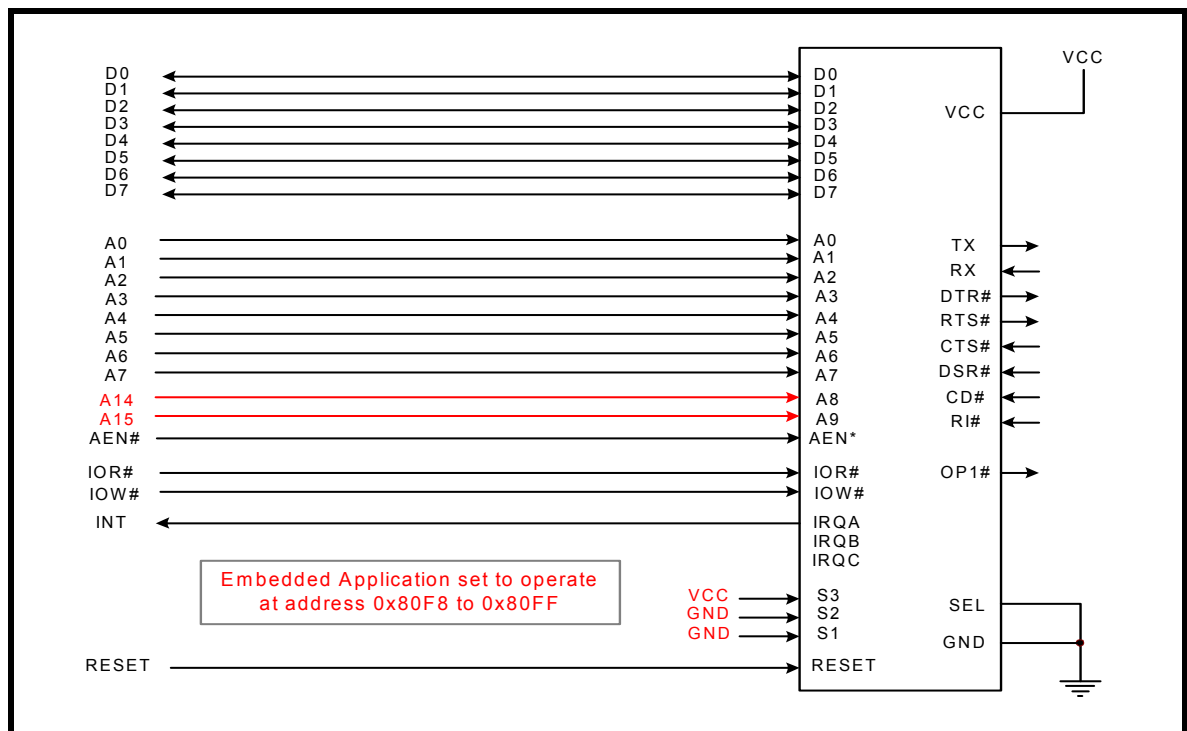 D0
D1
D2
D3
D4
D5
D6
D7
A0
A1
A2
A3
A4
A5
A6
A7
A14
A15
AEN#
IOR#
IOW#
INT
Embedded Application set to operate
at address 0x80F8 to 0x80FF
VCC
GND
GND
RESET
D0
D1
D2
D3
D4
D5
D6
D7
A0
A1
A2
A3
A4
A5
A6
A7
A8
A9
AEN*
IOR#
IOW#
IRQA
IRQB
IRQC
S3
S2
S1
RESET
VCC
VCC
TX
RX
DTR#
RTS#
CTS#
DSR#
CD#
RI#
OP1#
SEL
GND